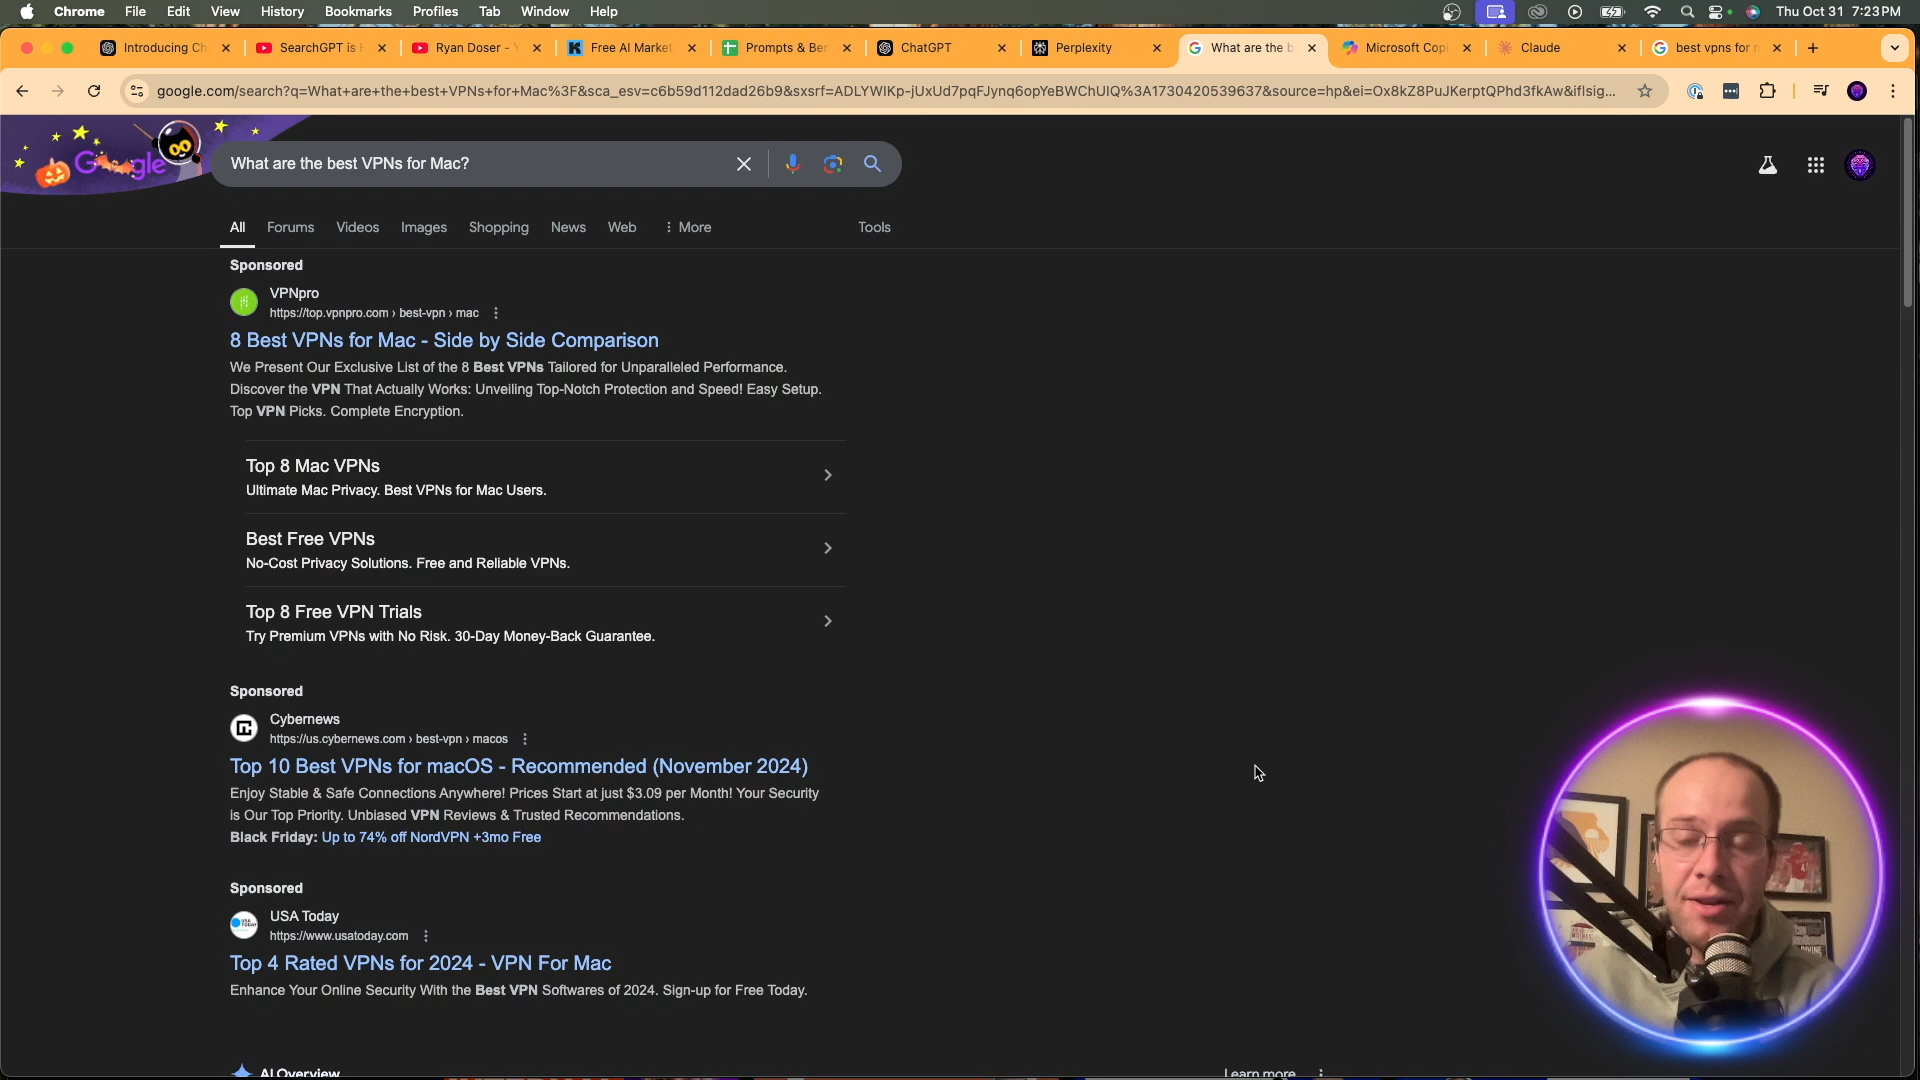 Chrome File Edit View History Bookmarks Profiles Tab Window Help Thu Oct 31 7:23 PM
Introducing Ch SearchGPT is Ryan Doser - Free AI Market Prompts & Be ChatGPT Perplexity What are the b Microsoft Copi Claude best vpns for
google.com/search?q=What+are+the+best+VPNs+for+Mac%3F&sca_esv=c6b59d112dad26b9&sxsrf=ADLYWIKp-jUxUd7pqFJynq6opYeBWChUIQ%3A1730420539637&source=hp&ei=Ox8kZ8PuJKerptQPhd3fkAw&iflsig...
Google
What are the best VPNs for Mac?
All Forums Videos Images Shopping News Web More Tools
Sponsored
VPNpro
https://top.vpnpro.com › best-vpn › mac
8 Best VPNs for Mac - Side by Side Comparison
We Present Our Exclusive List of the 8 Best VPNs Tailored for Unparalleled Performance.
Discover the VPN That Actually Works: Unveiling Top-Notch Protection and Speed! Easy Setup.
Top VPN Picks. Complete Encryption.
Top 8 Mac VPNs
Ultimate Mac Privacy. Best VPNs for Mac Users.
Best Free VPNs
No-Cost Privacy Solutions. Free and Reliable VPNs.
Top 8 Free VPN Trials
Try Premium VPNs with No Risk. 30-Day Money-Back Guarantee.
Sponsored
Cybernews
https://us.cybernews.com › best-vpn › macos
Top 10 Best VPNs for macOS - Recommended (November 2024)
Enjoy Stable & Safe Connections Anywhere! Prices Start at just $3.09 per Month! Your Security
is Our Top Priority. Unbiased VPN Reviews & Trusted Recommendations.
Black Friday: Up to 74% off NordVPN +3mo Free
Sponsored
USA Today
https://www.usatoday.com
Top 4 Rated VPNs for 2024 - VPN For Mac
Enhance Your Online Security With the Best VPN Softwares of 2024. Sign-up for Free Today.
AI Overview Learn more